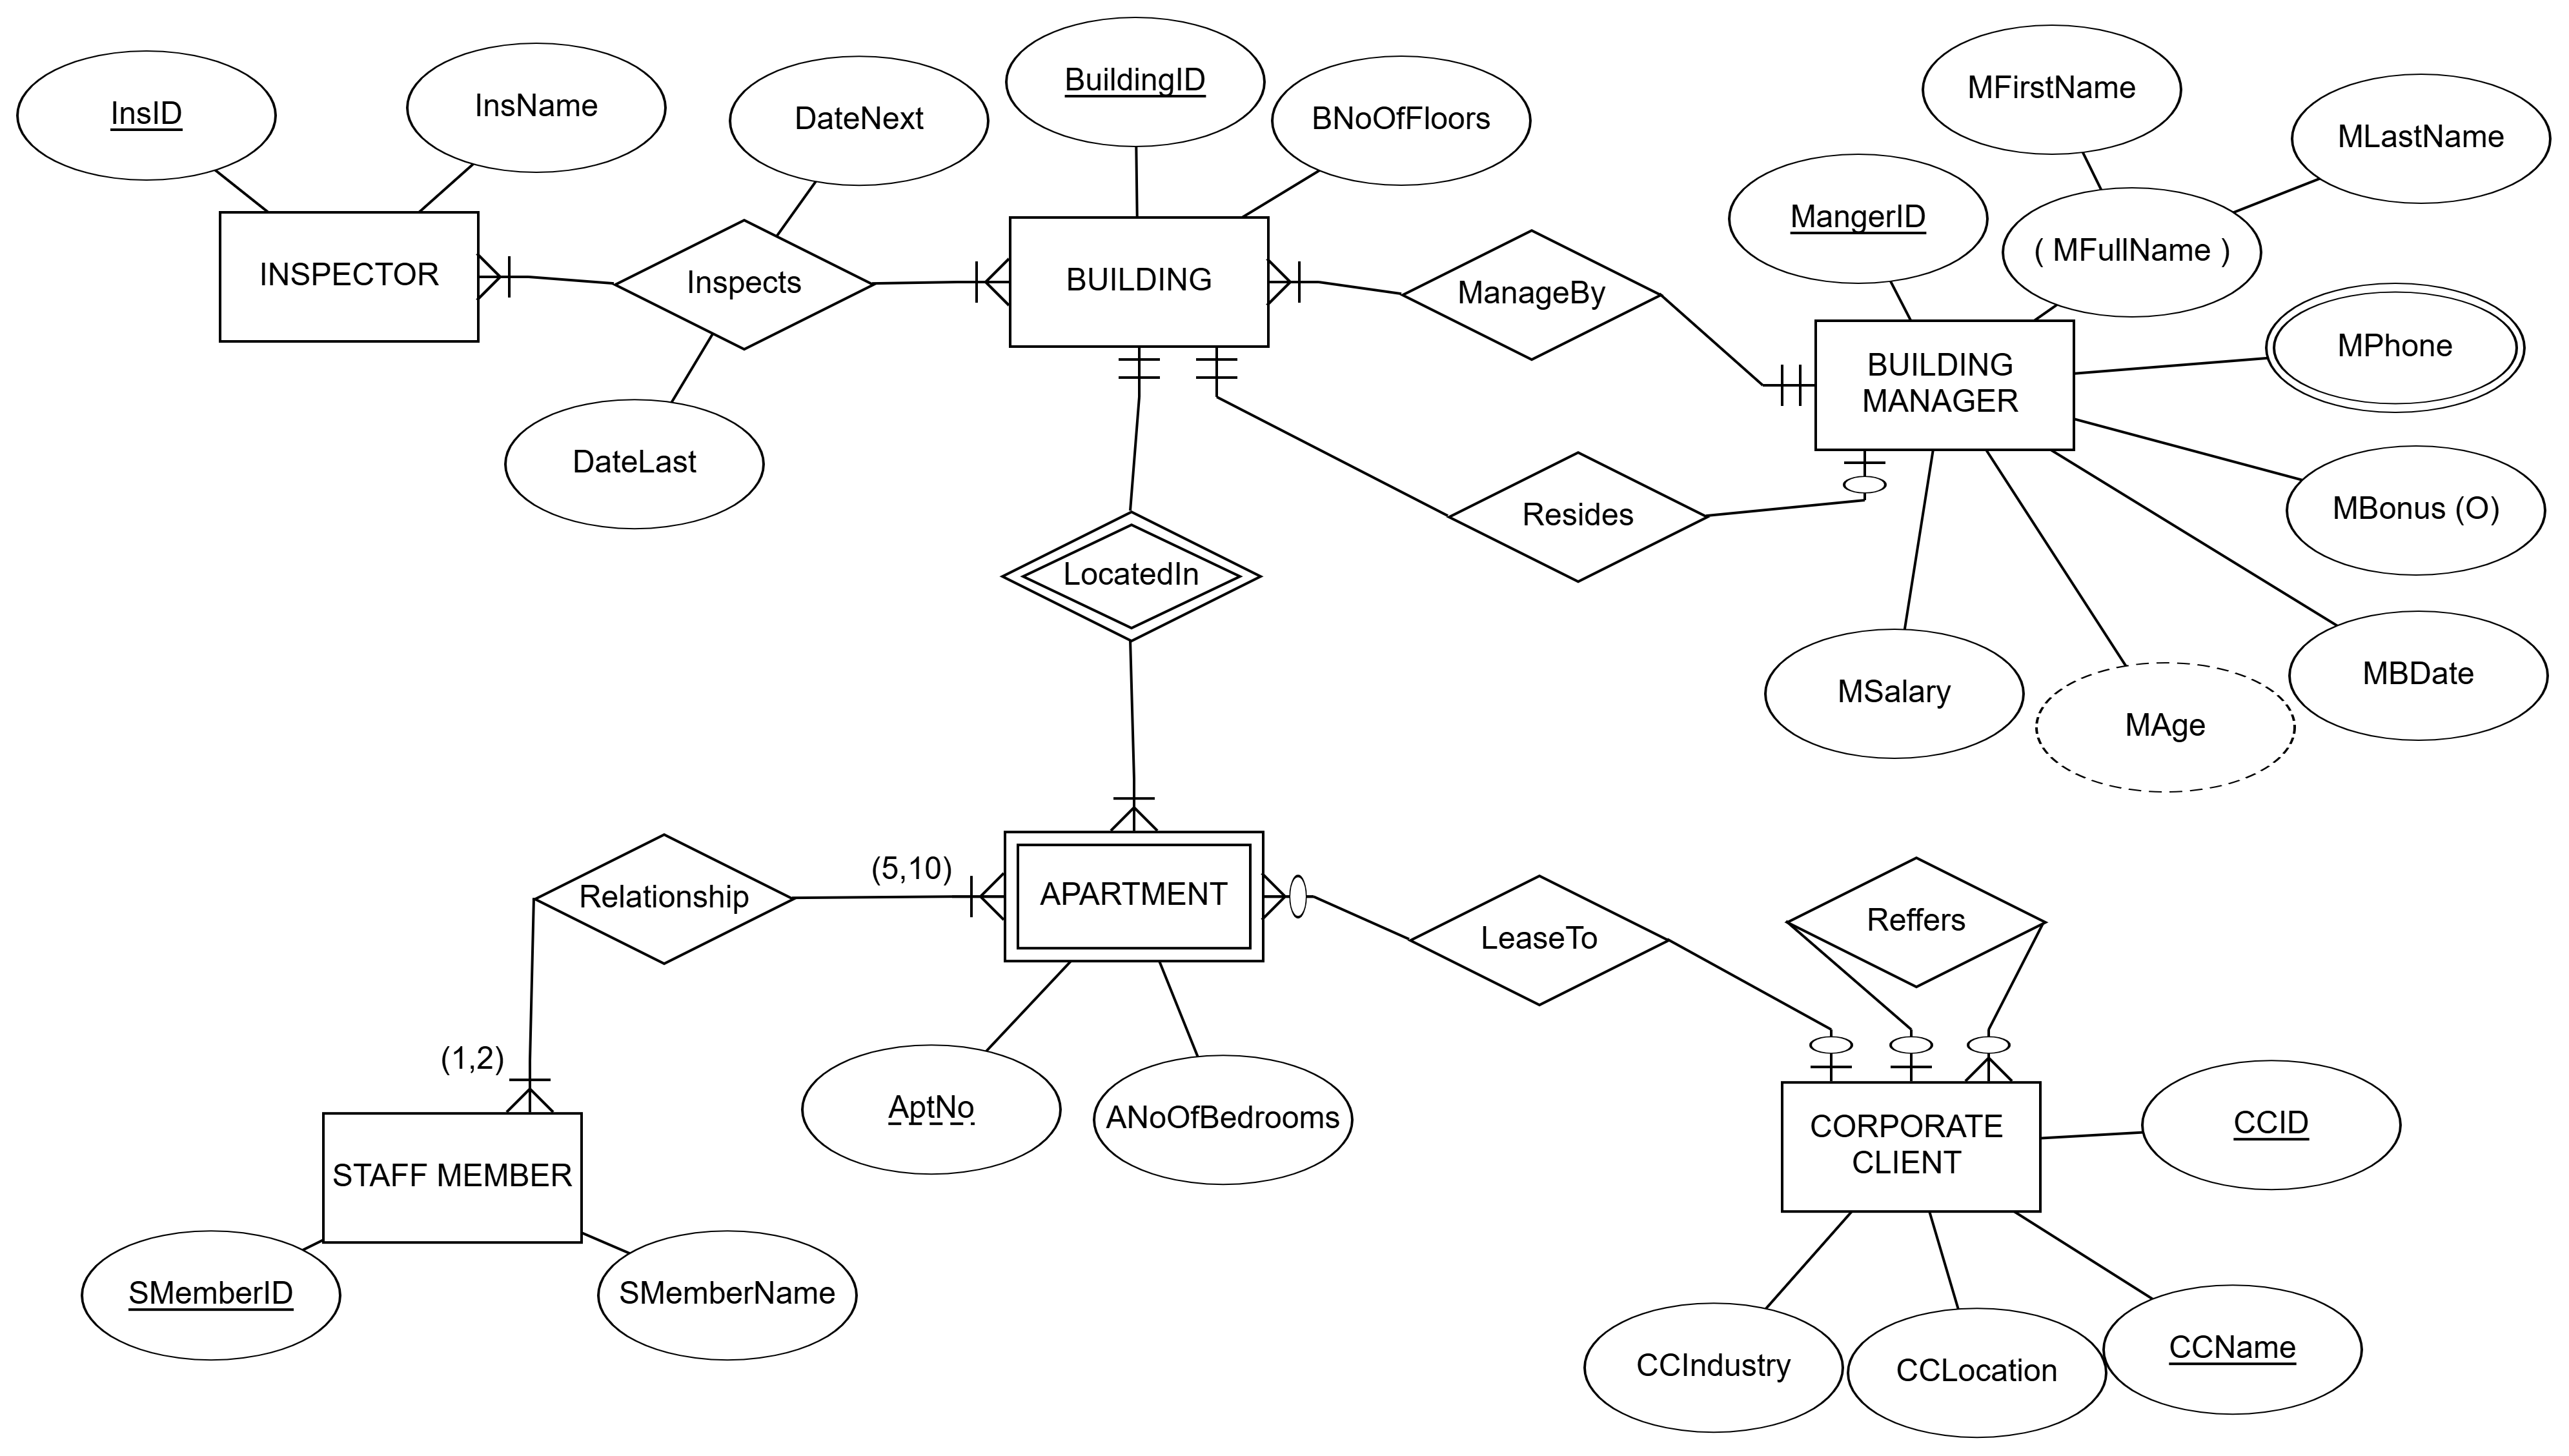 InsID
InsName
DateNext
BuildingID
BNoOfFloors
MFirstName
MLastName
MangerID
( MFullName )
INSPECTOR
Inspects
BUILDING
ManageBy
BUILDING
MANAGER
MPhone
DateLast
MBonus (O)
Resides
LocatedIn
MSalary
MAge
MBDate
Relationship
(5,10)
APARTMENT
LeaseTo
Reffers
(1,2)
STAFF MEMBER
AptNo
ANoOfBedrooms
CORPORATE
CLIENT
CCID
SMemberID
SMemberName
CCIndustry
CCLocation
CCName